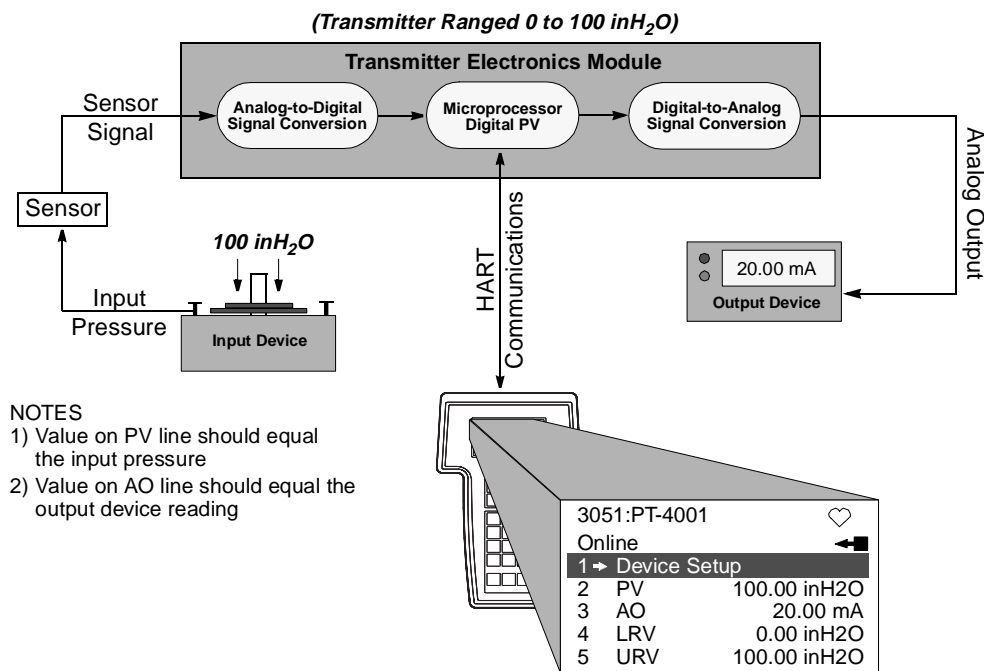 (Transmitter Ranged 0 to 100 inH2O)
Transmitter Electronics Module
Sensor
Signal
Analog-to-Digital
Signal Conversion
Microprocessor
Digital PV
Digital-to-Analog
Signal Conversion
Analog Output
Sensor
100 inH2O
HART
Communications
20.00 mA
Output Device
Input
Pressure
Input Device
NOTES
1) Value on PV line should equal
the input pressure
2) Value on AO line should equal the
output device reading
3051:PT-4001
Online
1 Device Setup
2 PV 100.00 inH2O
3 AO 20.00 mA
4 LRV 0.00 inH2O
5 URV 100.00 inH2O